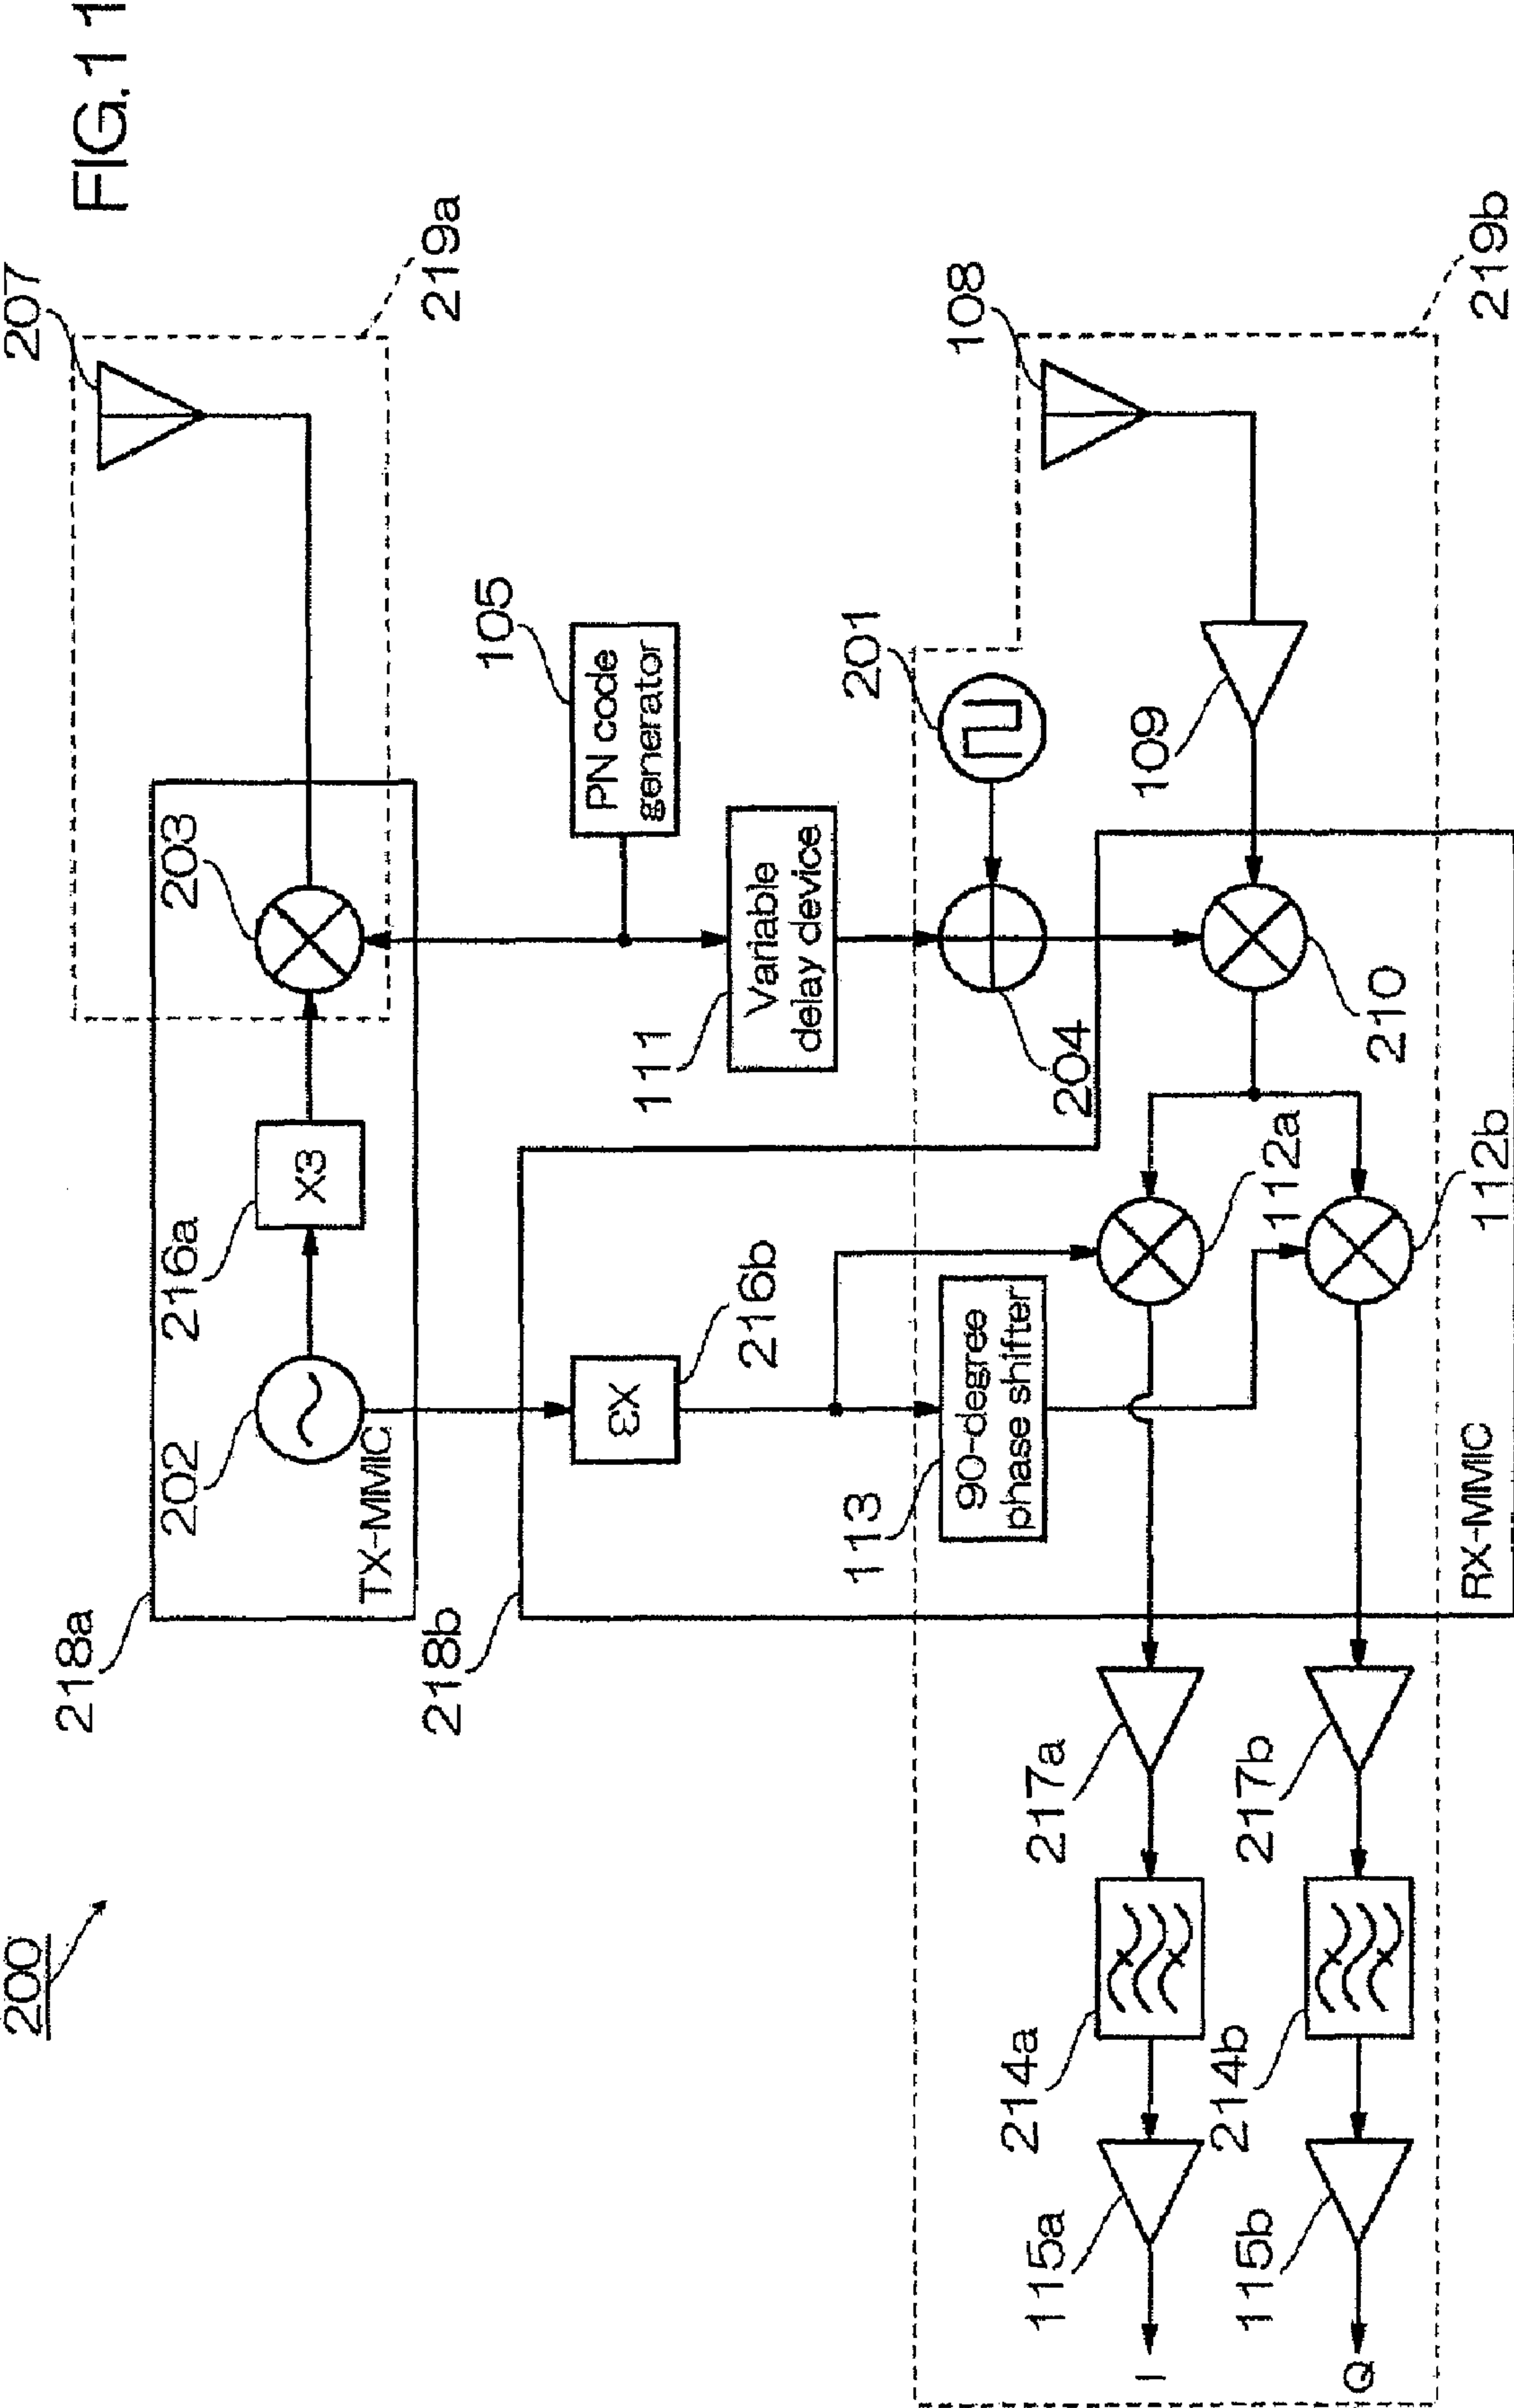 FIG.11
200
207
219a
203
216a
X3
202
TX-MMIC
218a
105
PN code
generator
111
Variable
delay device
201
204
108
109
219b
210
218b
216b
X3
113
90-degree
phase shifter
112a
112b
RX-MMIC
217a
217b
214a
214b
115a
115b
I
Q